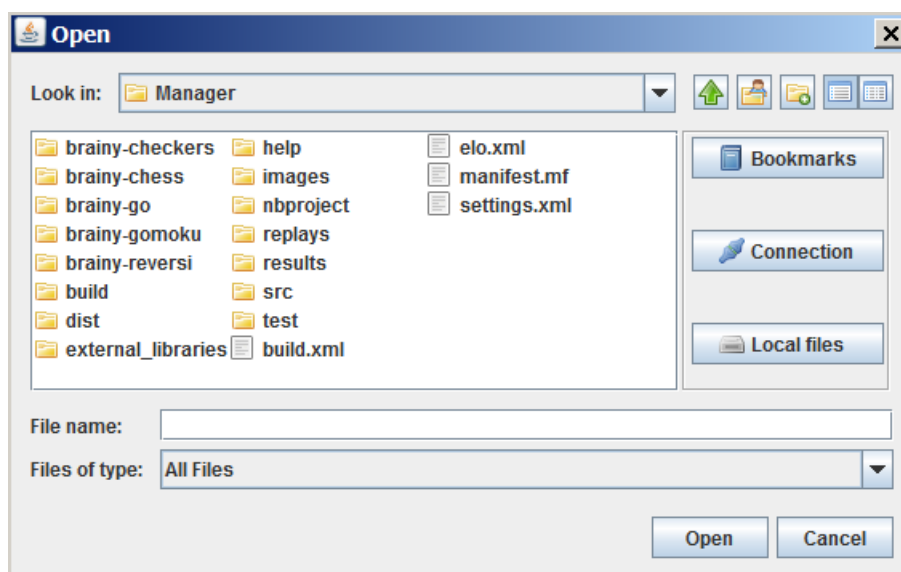 Open
Look in: Manager
brainy-checkers help elo.xml
brainy-chess images manifest.mf
brainy-go nbproject settings.xml
brainy-gomoku replays
brainy-reversi results
build src
dist test
external_libraries build.xml
Bookmarks
Connection
Local files
File name:
Files of type: All Files
Open Cancel